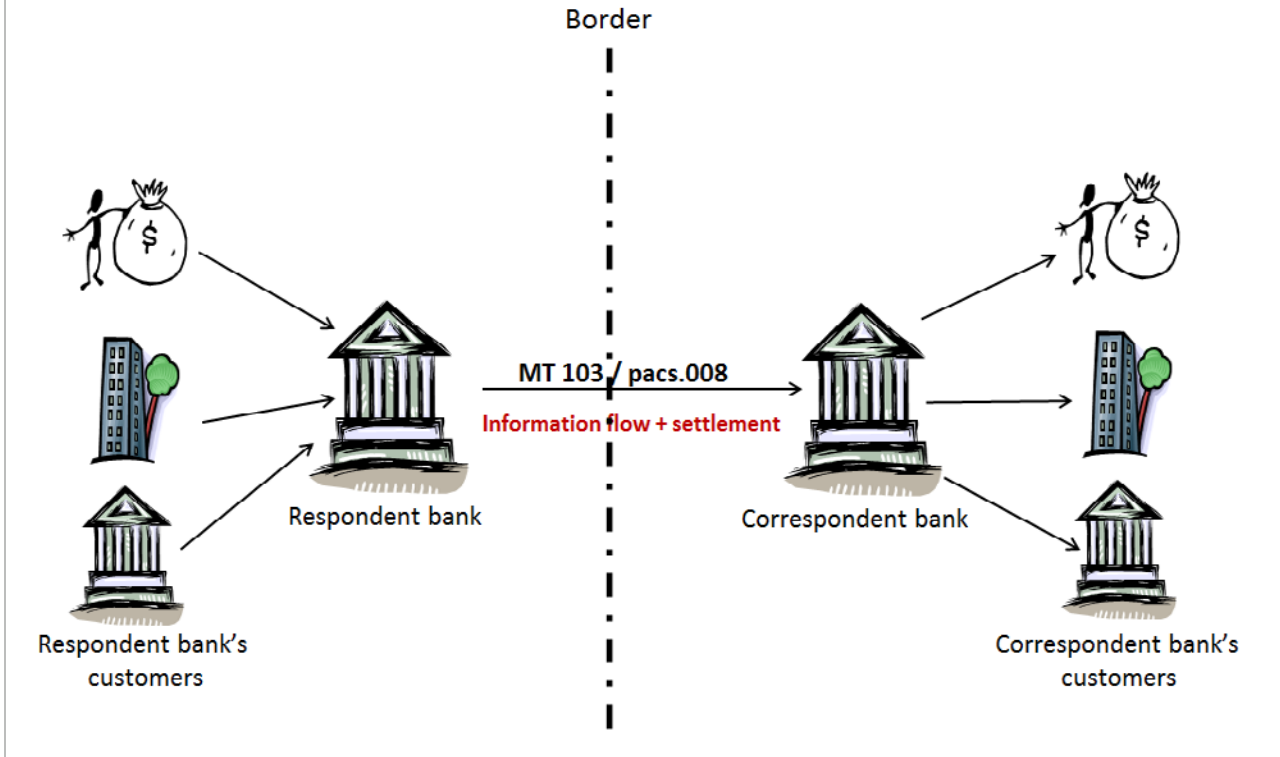 Border
$
$
MT 103 / pacs.008
Information flow + settlement
Respondent bank
Correspondent bank
Respondent bank’s
customers
Correspondent bank’s
customers